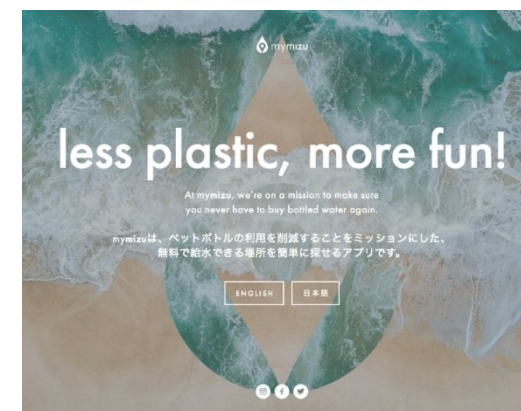 mymizu
less plastic, more fun!
At mymizu, we're on a mission to make sure
you never have to buy bottled water again.
mymizuは、ペットボトルの利用を削減することをミッションにした、
無料で給水できる場所を簡単に探せるアプリです。
ENGLISH
日本語